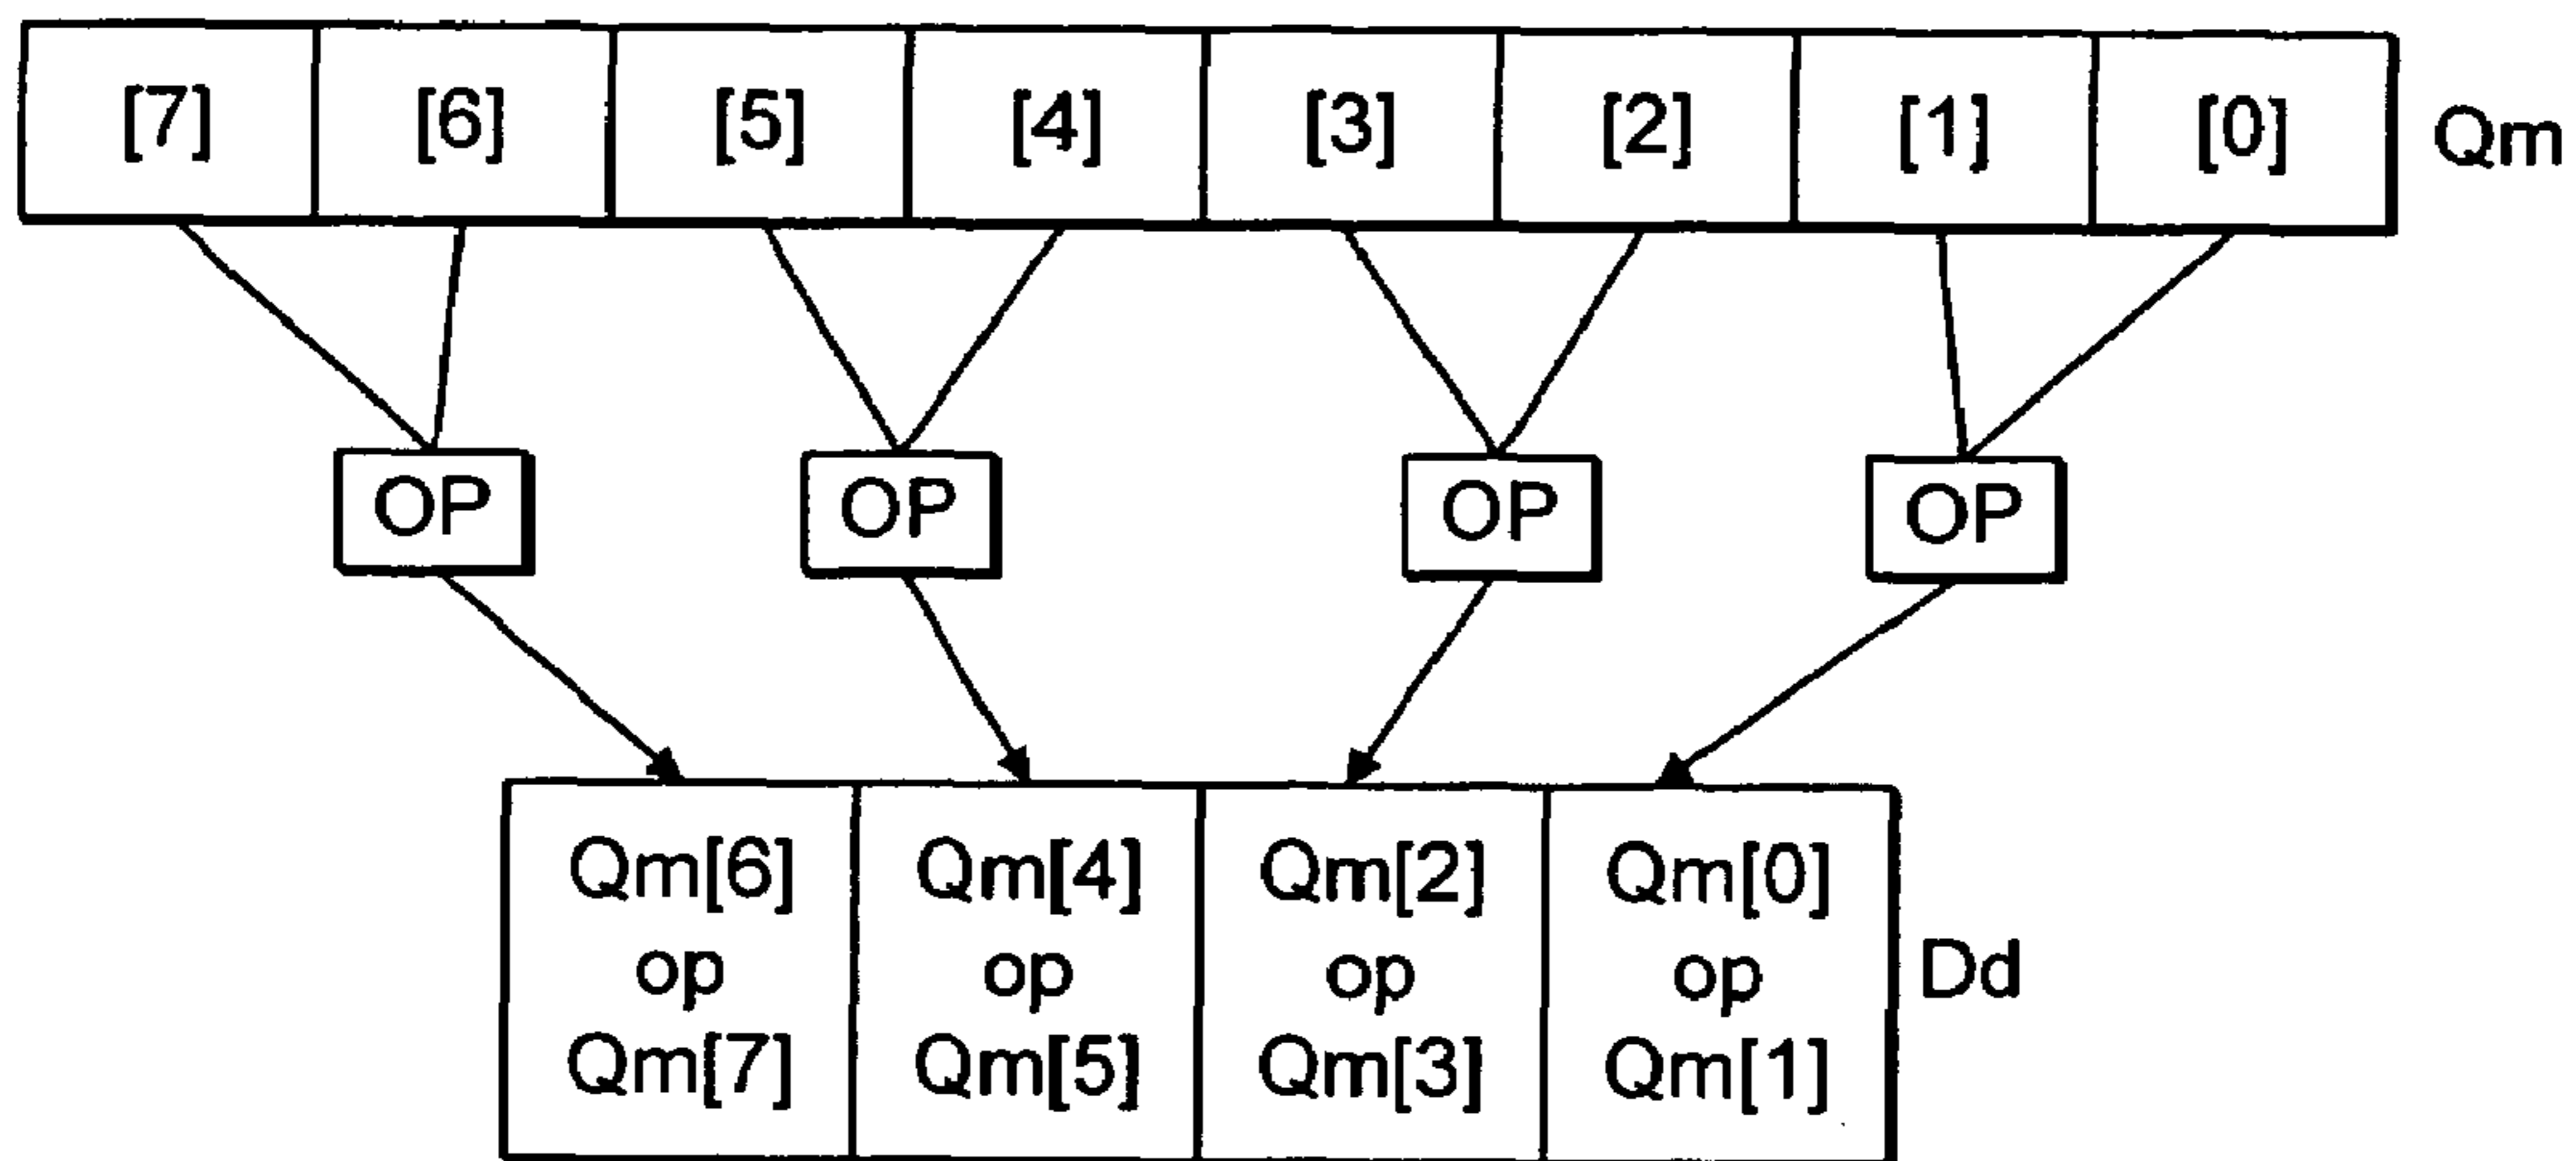 [7] [6] [5] [4] [3] [2] [1] [0] Qm
OP OP OP OP
Qm[6] Qm[4] Qm[2] Qm[0]
op op op op Dd
Qm[7] Qm[5] Qm[3] Qm[1]